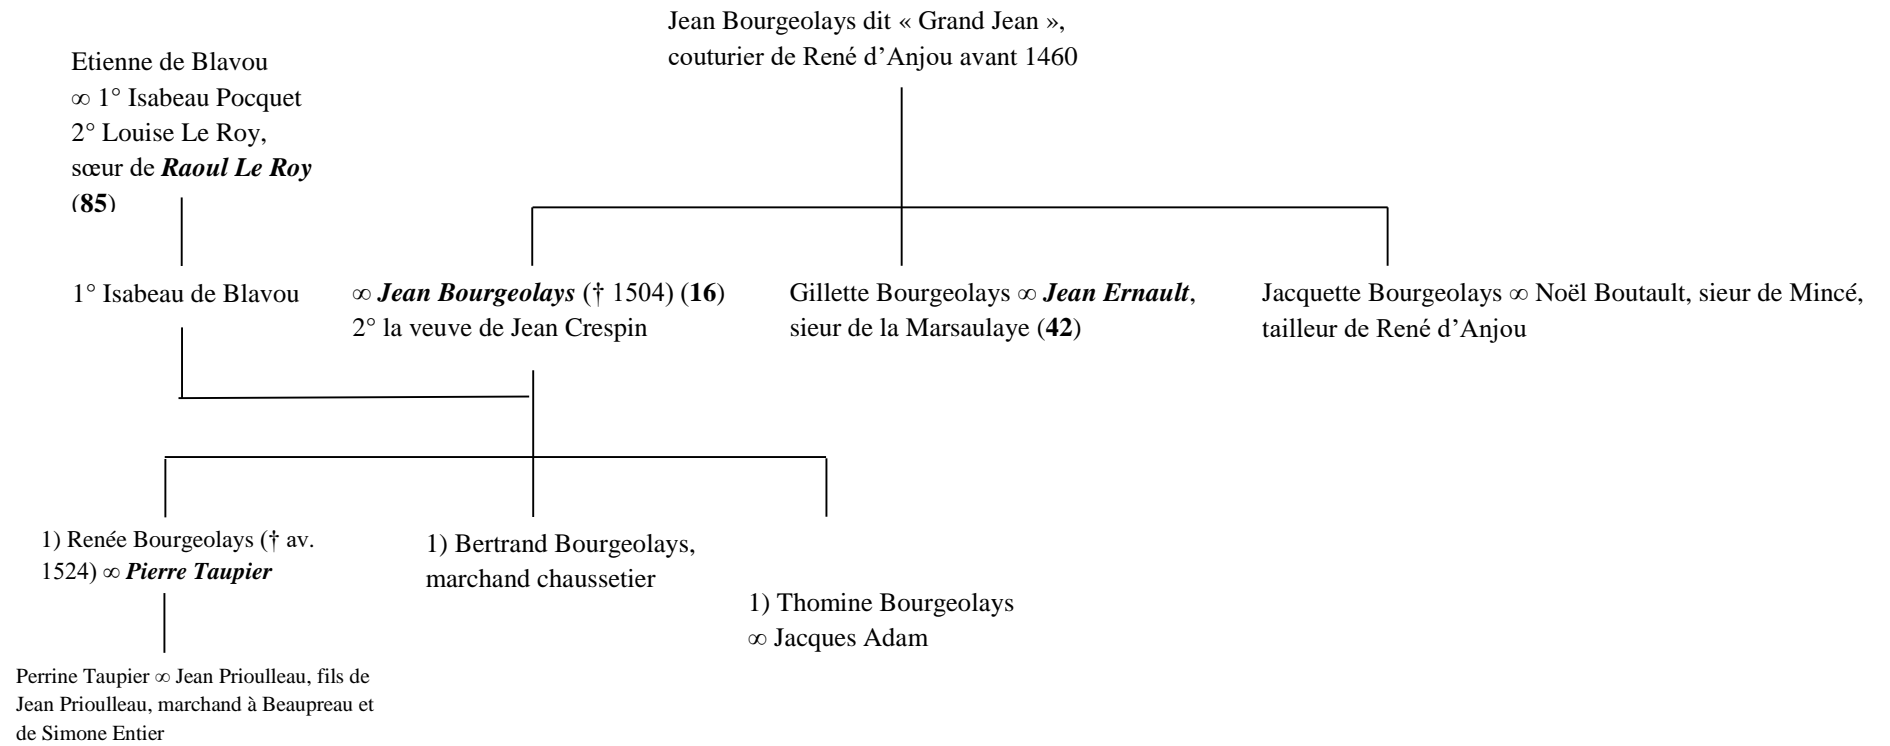 Jean Bourgeolays dit « Grand Jean »,
couturier de René d’Anjou avant 1460
Etienne de Blavou
∞ 1° Isabeau Pocquet
2° Louise Le Roy,
sœur de Raoul Le Roy
(85)
1° Isabeau de Blavou
∞ Jean Bourgeolays († 1504) (16)
2° la veuve de Jean Crespin
Gillette Bourgeolays ∞ Jean Ernault,
sieur de la Marsaulaye (42)
Jacquette Bourgeolays ∞ Noël Boutault, sieur de Mincé,
tailleur de René d’Anjou
1) Renée Bourgeolays († av.
1524) ∞ Pierre Taupier
1) Bertrand Bourgeolays,
marchand chaussetier
1) Thomine Bourgeolays
∞ Jacques Adam
Perrine Taupier ∞ Jean Prioulleau, fils de
Jean Prioulleau, marchand à Beaupreau et
de Simone Entier